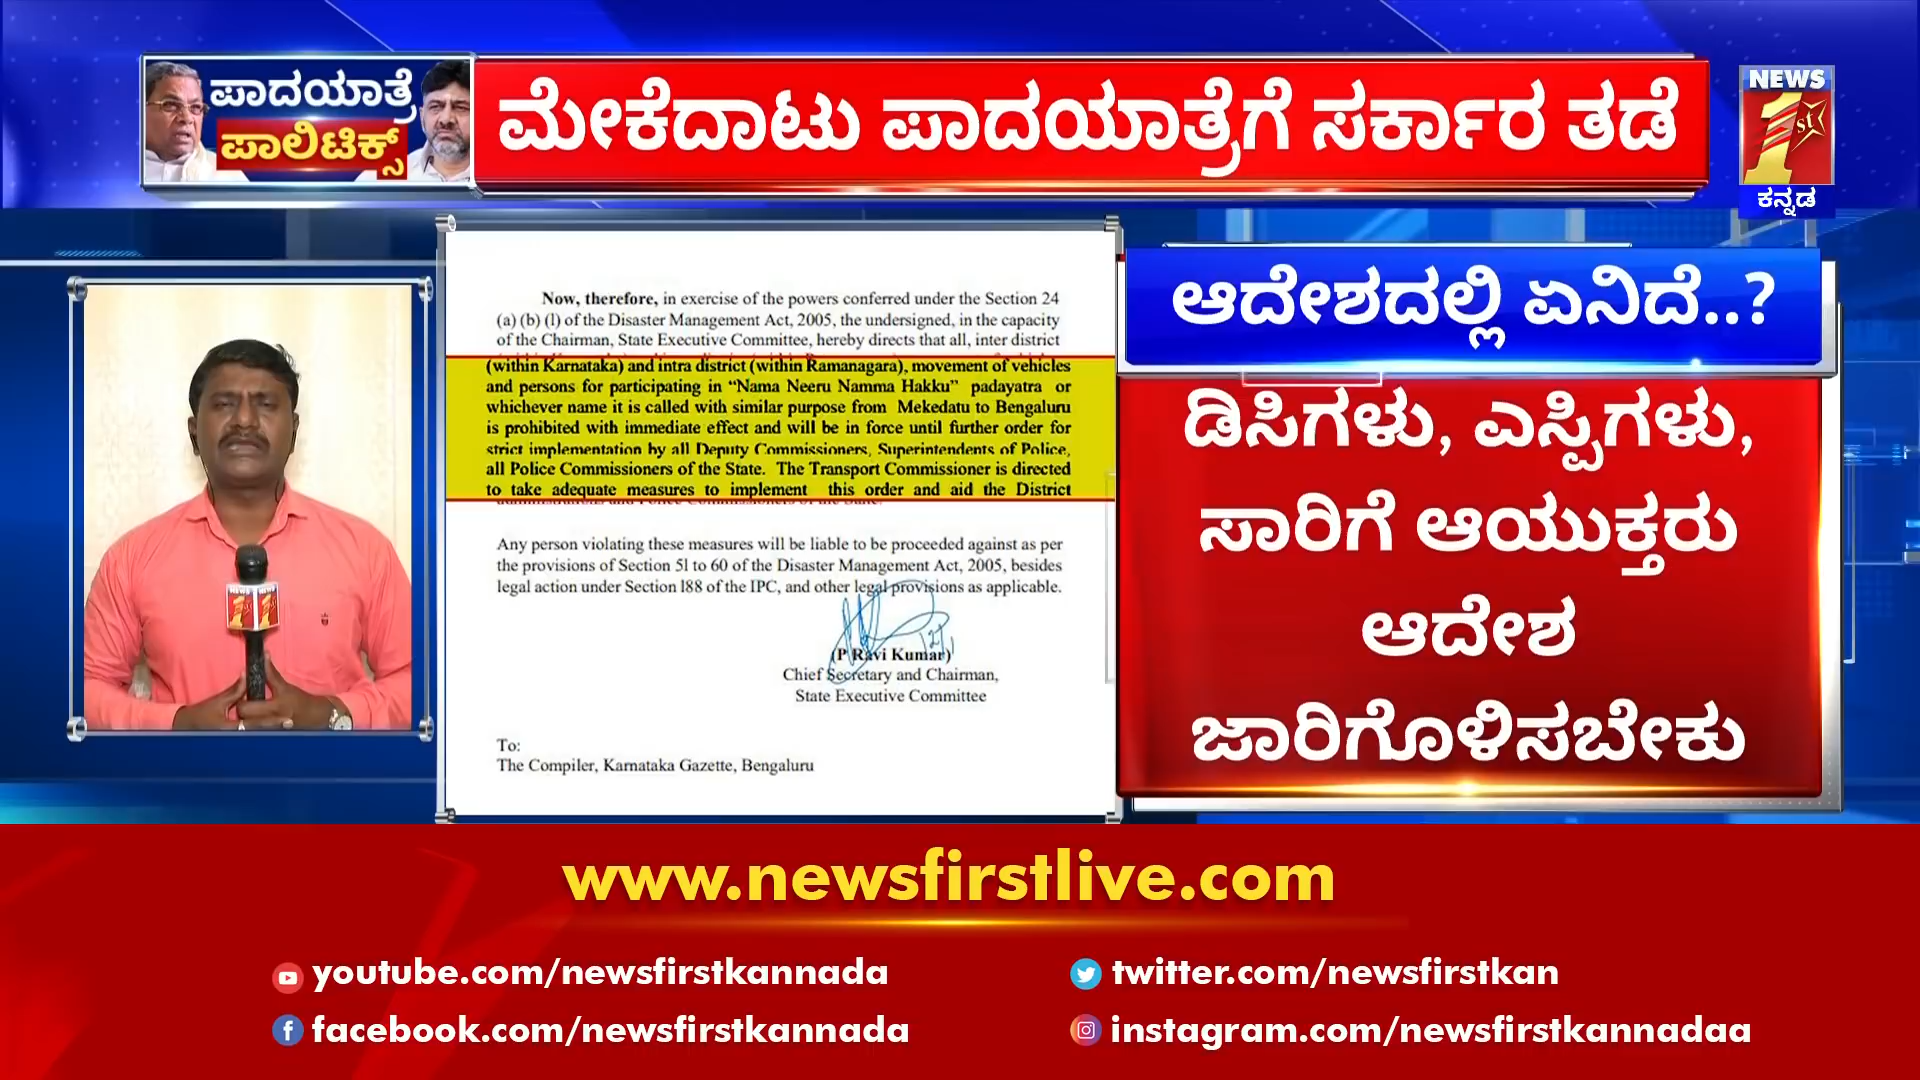 ಪಾದಯಾತ್ರೆ
ಪಾಲಿಟಿಕ್ಸ್
ಮೇಕೆದಾಟು ಪಾದಯಾತ್ರೆಗೆ ಸರ್ಕಾರ ತಡೆ
NEWS
1st
ಕನ್ನಡ
Now, therefore, in exercise of the powers conferred under the Section 24
(a) (b) (l) of the Disaster Management Act, 2005, the undersigned, in the capacity
of the Chairman, State Executive Committee, hereby directs that all, inter district
(within Karnataka) and intra district (within Ramanagara), movement of vehicles
and persons for participating in “Nama Neeru Namma Hakku” padayatra or
whichever name it is called with similar purpose from Mekedatu to Bengaluru
is prohibited with immediate effect and will be in force until further order for
strict implementation by all Deputy Commissioners, Superintendents of Police,
all Police Commissioners of the State. The Transport Commissioner is directed
to take adequate measures to implement this order and aid the District
Any person violating these measures will be liable to be proceeded against as per
the provisions of Section 5l to 60 of the Disaster Management Act, 2005, besides
legal action under Section l88 of the IPC, and other legal provisions as applicable.
(P Ravi Kumar)
Chief Secretary and Chairman,
State Executive Committee
To:
The Compiler, Karnataka Gazette, Bengaluru
ಆದೇಶದಲ್ಲಿ ಏನಿದೆ..?
ಡಿಸಿಗಳು, ಎಸ್ಪಿಗಳು,
ಸಾರಿಗೆ ಆಯುಕ್ತರು
ಆದೇಶ
ಜಾರಿಗೊಳಿಸಬೇಕು
NEWS NEWS
1 1
www.newsfirstlive.com
youtube.com/newsfirstkannada
twitter.com/newsfirstkan
facebook.com/newsfirstkannada
instagram.com/newsfirstkannadaa